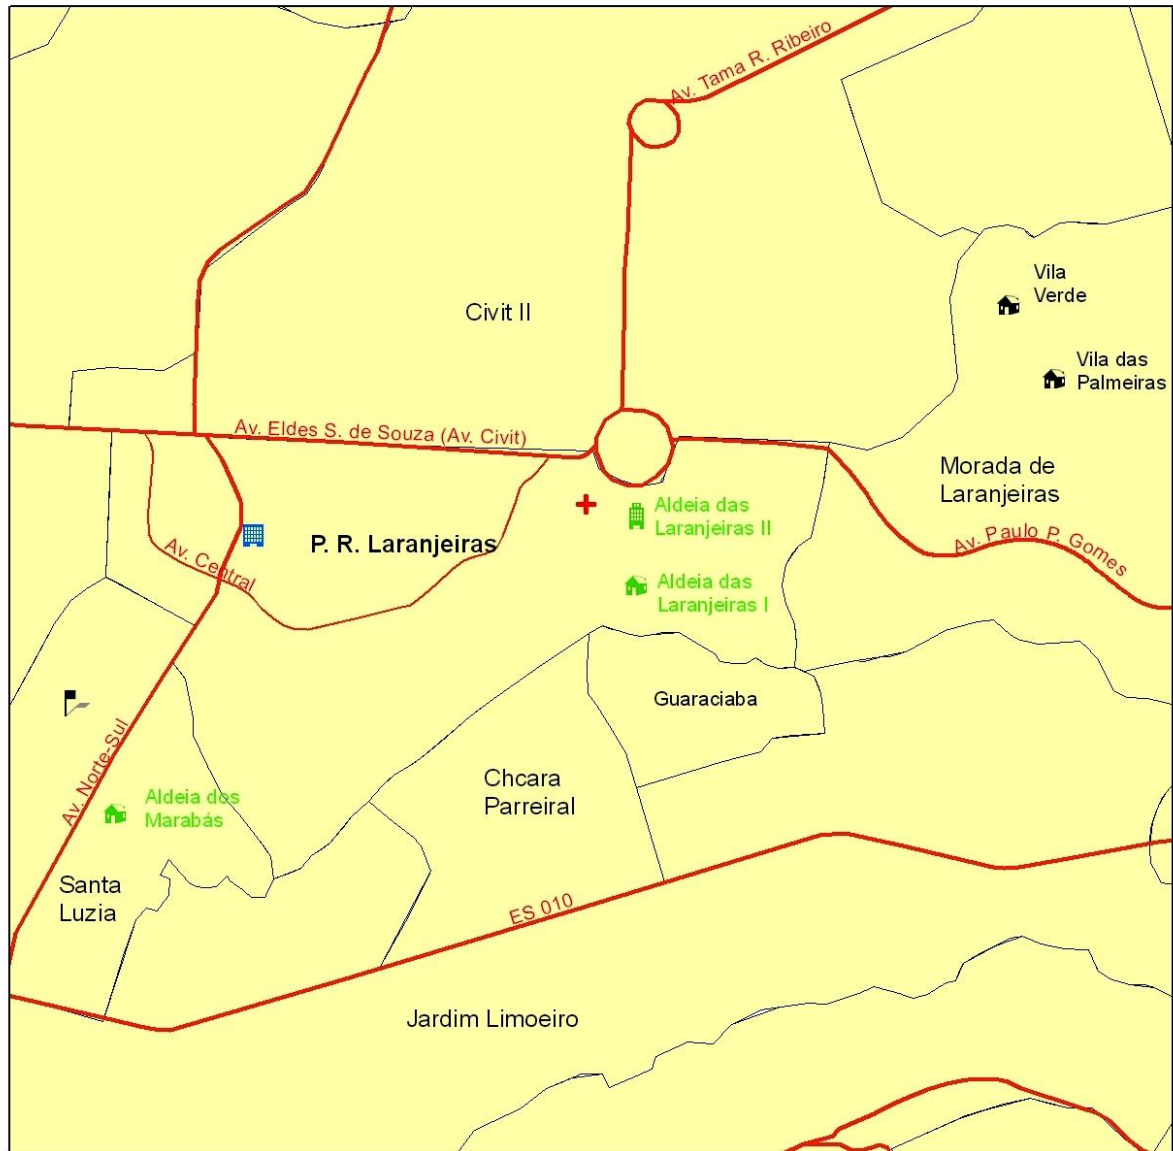 Av. Tama R. Ribeiro
Vila
Verde
Civit II
Vila das
Palmeiras
Av. Eldes S. de Souza (Av. Civit)
Morada de
Laranjeiras
Aldeia das
Laranjeiras II
P. R. Laranjeiras
Av. Paulo P. Gomes
Av. Central
Aldeia das
Laranjeiras I
Guaraciaba
Av. Norte-Sul
Chcara
Parreiral
Aldeia dos
Marabás
Santa
Luzia
ES 010
Jardim Limoeiro